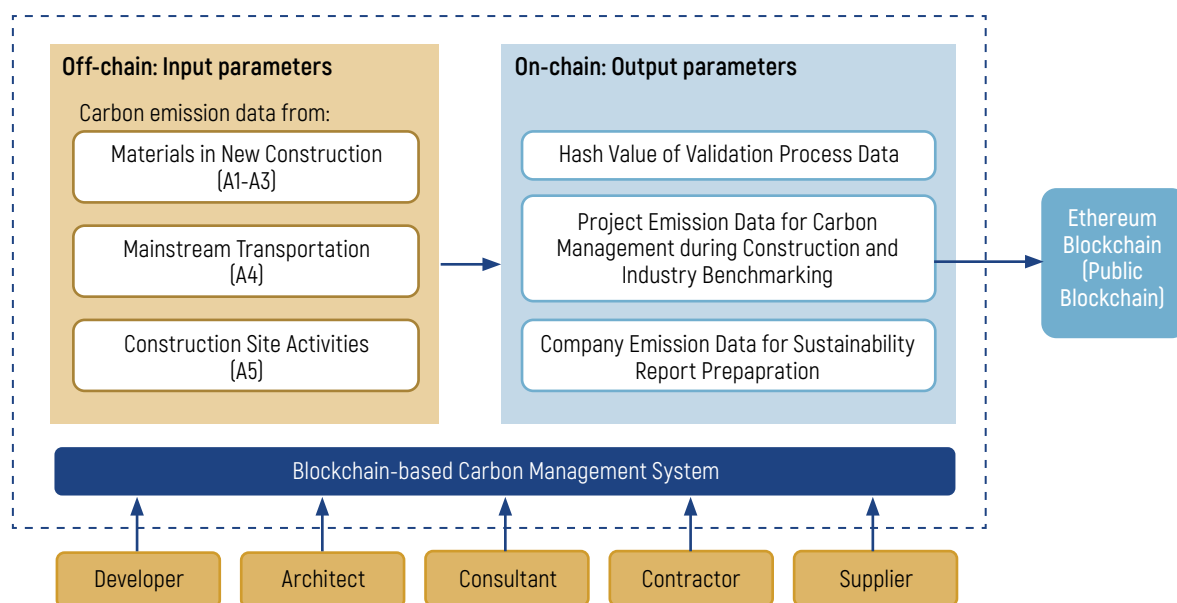 Off-chain: Input parameters
Carbon emission data from:
Materials in New Construction
(A1-A3)
Mainstream Transportation
(A4)
Construction Site Activities
(A5)
On-chain: Output parameters
Hash Value of Validation Process Data
Project Emission Data for Carbon
Management during Construction and
Industry Benchmarking
Company Emission Data for Sustainability
Report Prepapration
Ethereum
Blockchain
(Public
Blockchain)
Blockchain-based Carbon Management System
Developer
Architect
Consultant
Contractor
Supplier